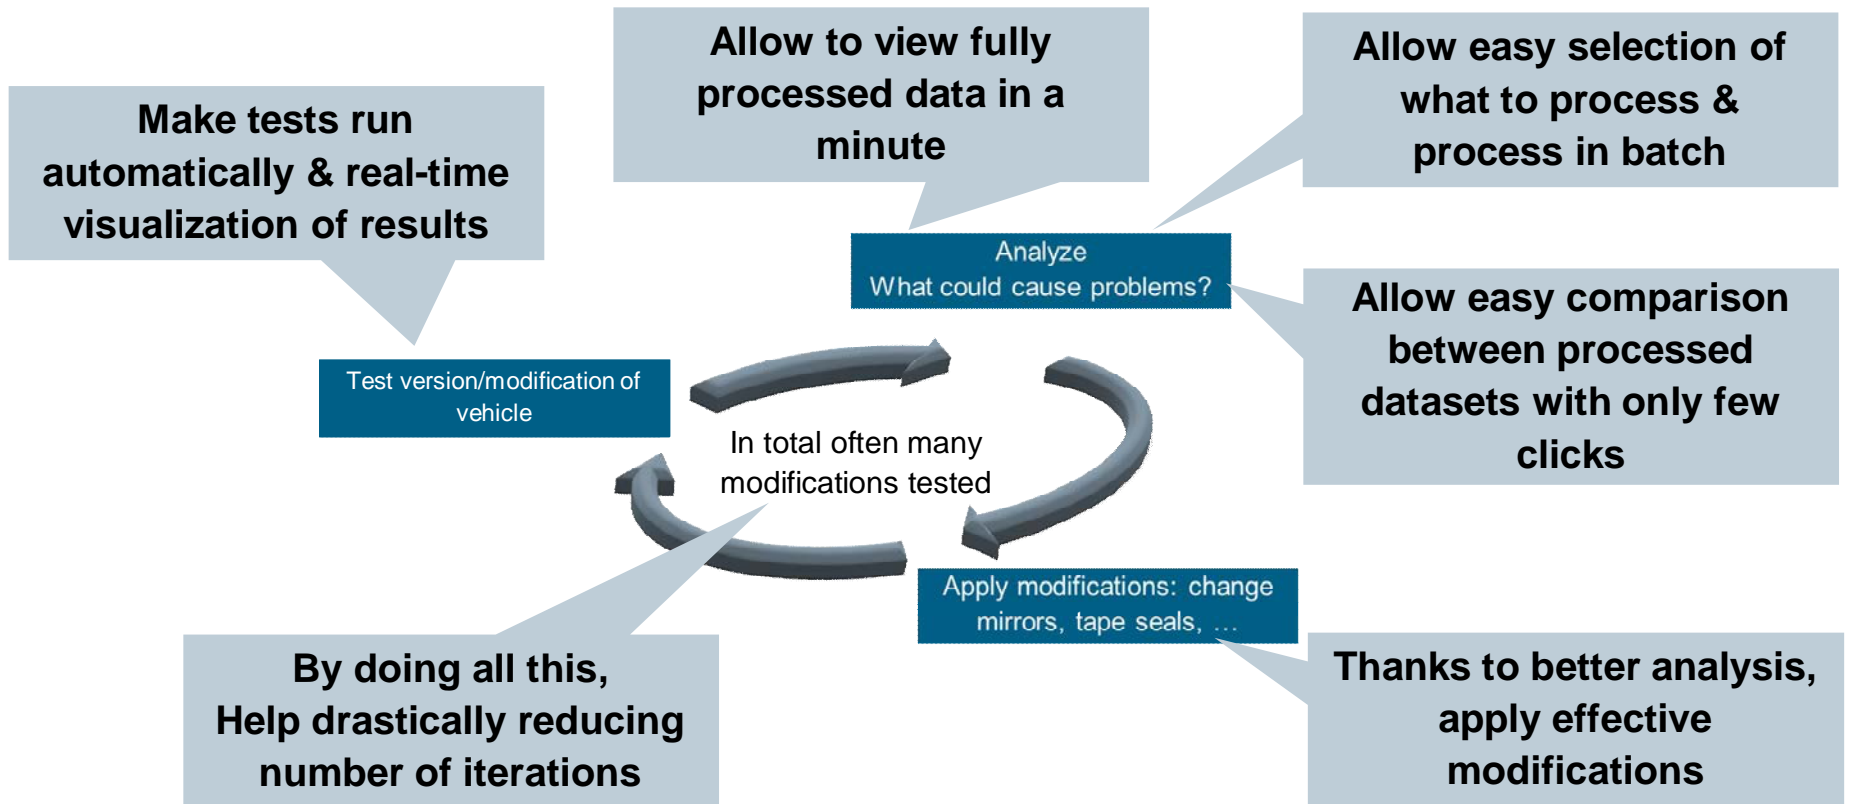 Make tests run
automatically & real-time
visualization of results
Allow to view fully
processed data in a
minute
Allow easy selection of
what to process &
process in batch
Analyze
What could cause problems?
Allow easy comparison
between processed
datasets with only few
clicks
Test version/modification of
vehicle
In total often many
modifications tested
Apply modifications: change
mirrors, tape seals, …
By doing all this,
Help drastically reducing
number of iterations
Thanks to better analysis,
apply effective
modifications